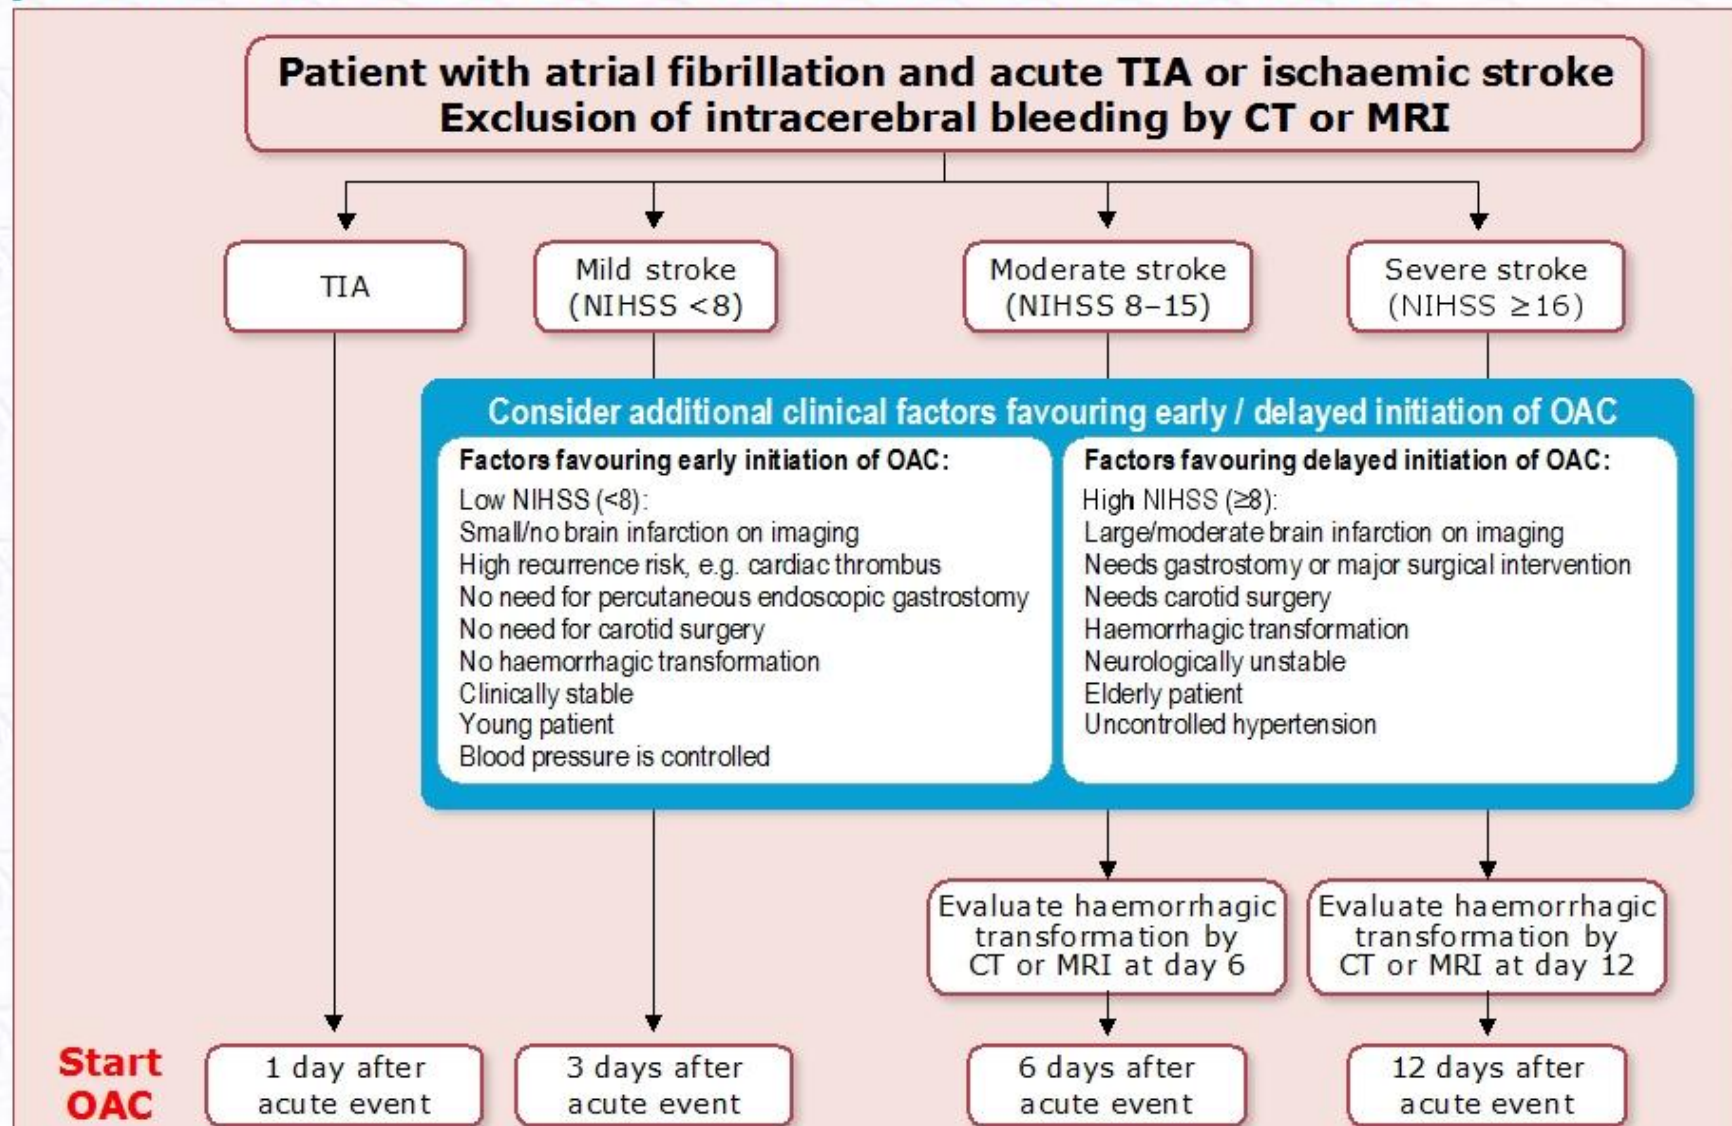 Patient with atrial fibrillation and acute TIA or ischaemic stroke
Exclusion of intracerebral bleeding by CT or MRI
TIA
Mild stroke
(NIHSS <8)
Moderate stroke
(NIHSS 8–15)
Severe stroke
(NIHSS ≥16)
Consider additional clinical factors favouring early / delayed initiation of OAC
Factors favouring early initiation of OAC:
Low NIHSS (<8):
Small/no brain infarction on imaging
High recurrence risk, e.g. cardiac thrombus
No need for percutaneous endoscopic gastrostomy
No need for carotid surgery
No haemorrhagic transformation
Clinically stable
Young patient
Blood pressure is controlled
Factors favouring delayed initiation of OAC:
High NIHSS (≥8):
Large/moderate brain infarction on imaging
Needs gastrostomy or major surgical intervention
Needs carotid surgery
Haemorrhagic transformation
Neurologically unstable
Elderly patient
Uncontrolled hypertension
Evaluate haemorrhagic
transformation by
CT or MRI at day 6
Evaluate haemorrhagic
transformation by
CT or MRI at day 12
Start
OAC
1 day after
acute event
3 days after
acute event
6 days after
acute event
12 days after
acute event